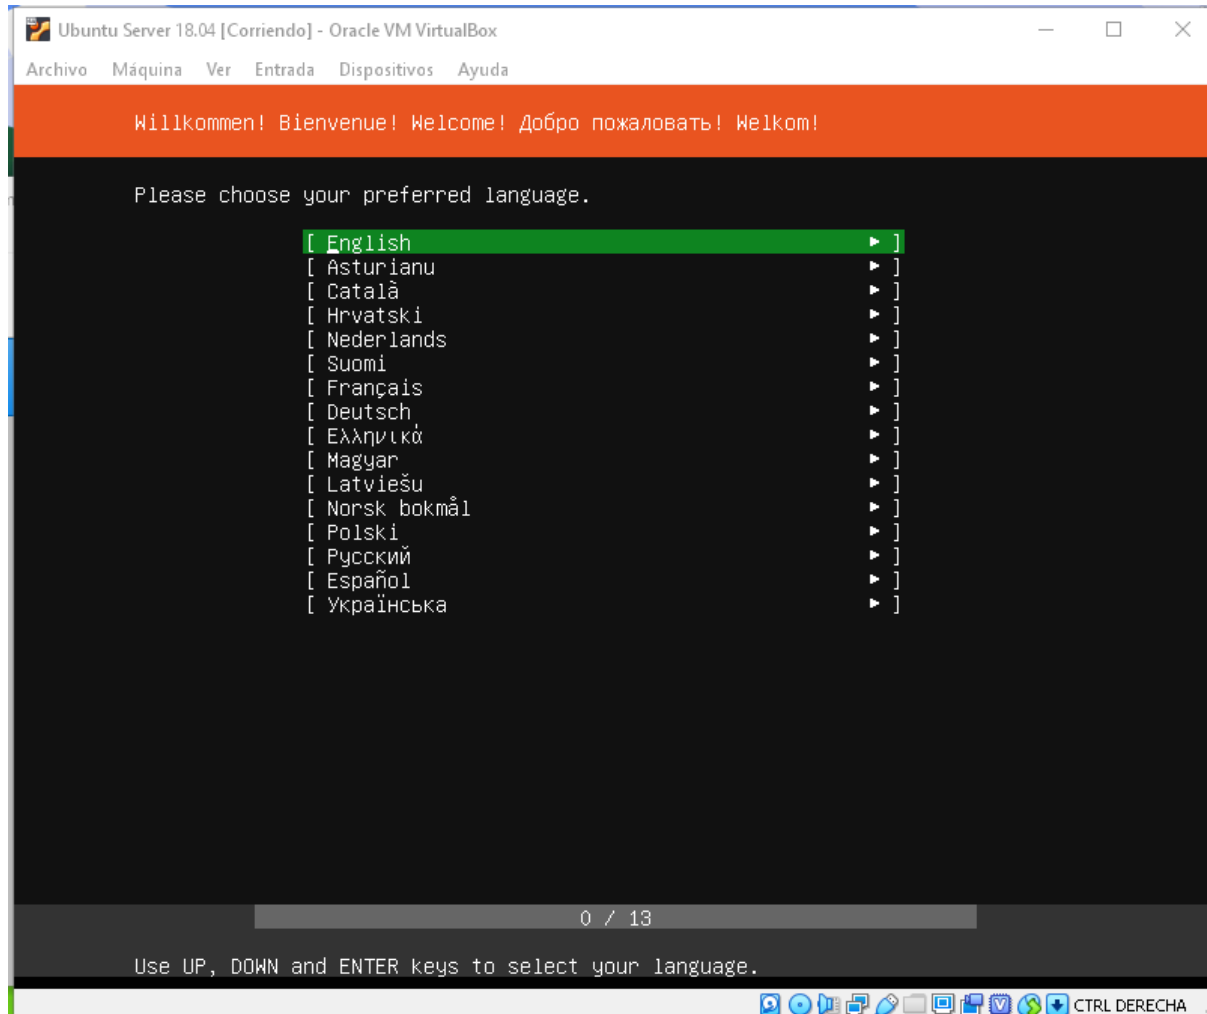 Ubuntu Server 18.04 [Corriendo] - Oracle VM VirtualBox
Archivo Máquina Ver Entrada Dispositivos Ayuda
Willkommen! Bienvenue! Welcome! Добро пожаловать! Welkom!
Please choose your preferred language.
[ English ► ]
[ Asturianu ► ]
[ Català ► ]
[ Hrvatski ► ]
[ Nederlands ► ]
[ Suomi ► ]
[ Français ► ]
[ Deutsch ► ]
[ Ελληνικά ► ]
[ Magyar ► ]
[ Latviešu ► ]
[ Norsk bokmål ► ]
[ Polski ► ]
[ Русский ► ]
[ Español ► ]
[ Українська ► ]
0 / 13
Use UP, DOWN and ENTER keys to select your language.
CTRL DERECHA